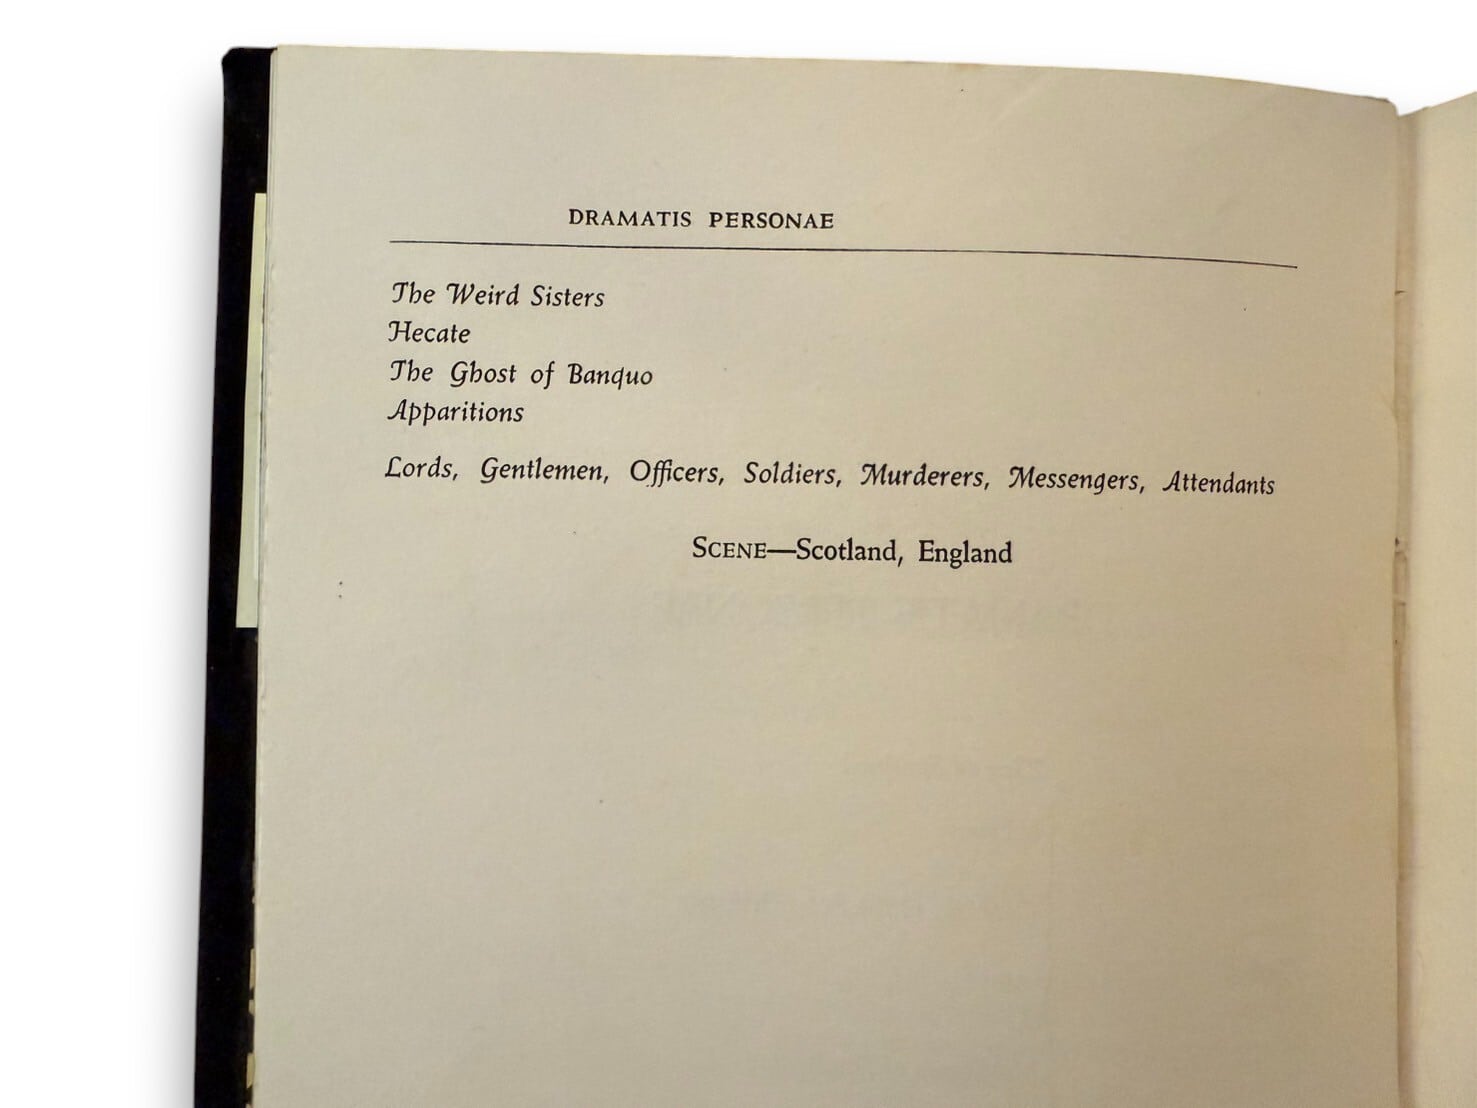 DRAMATIS PERSONAE
The Weird Sisters
Hecate
The Ghost of Banquo
Apparitions
Lords, Gentlemen, Officers, Soldiers, Murderers, Messengers, Attendants
SCENE—Scotland, England